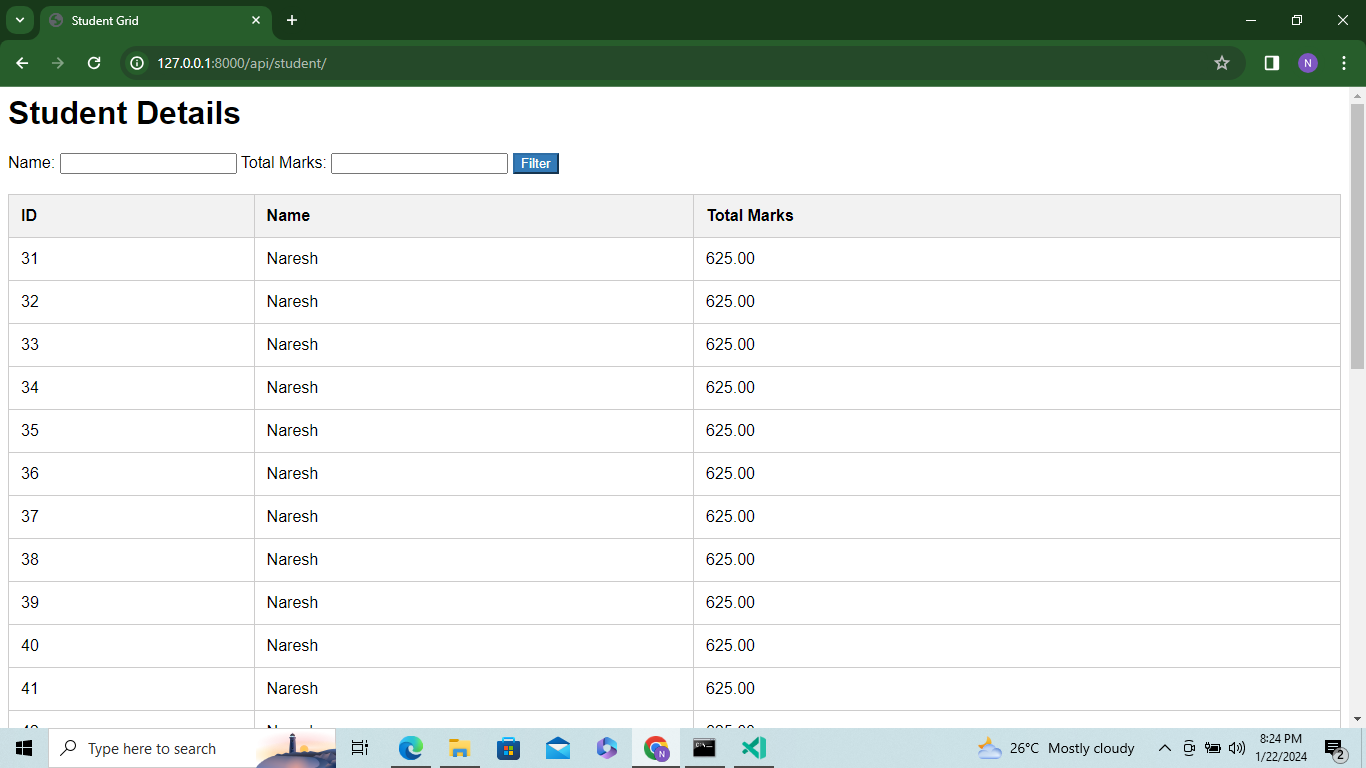 Student Grid
127.0.0.1:8000/api/student/
N
Student Details
Name: Total Marks: Filter
ID Name Total Marks
31 Naresh 625.00
32 Naresh 625.00
33 Naresh 625.00
34 Naresh 625.00
35 Naresh 625.00
36 Naresh 625.00
37 Naresh 625.00
38 Naresh 625.00
39 Naresh 625.00
40 Naresh 625.00
41 Naresh 625.00
Type here to search
N
26°C Mostly cloudy
8:24 PM
1/22/2024
2